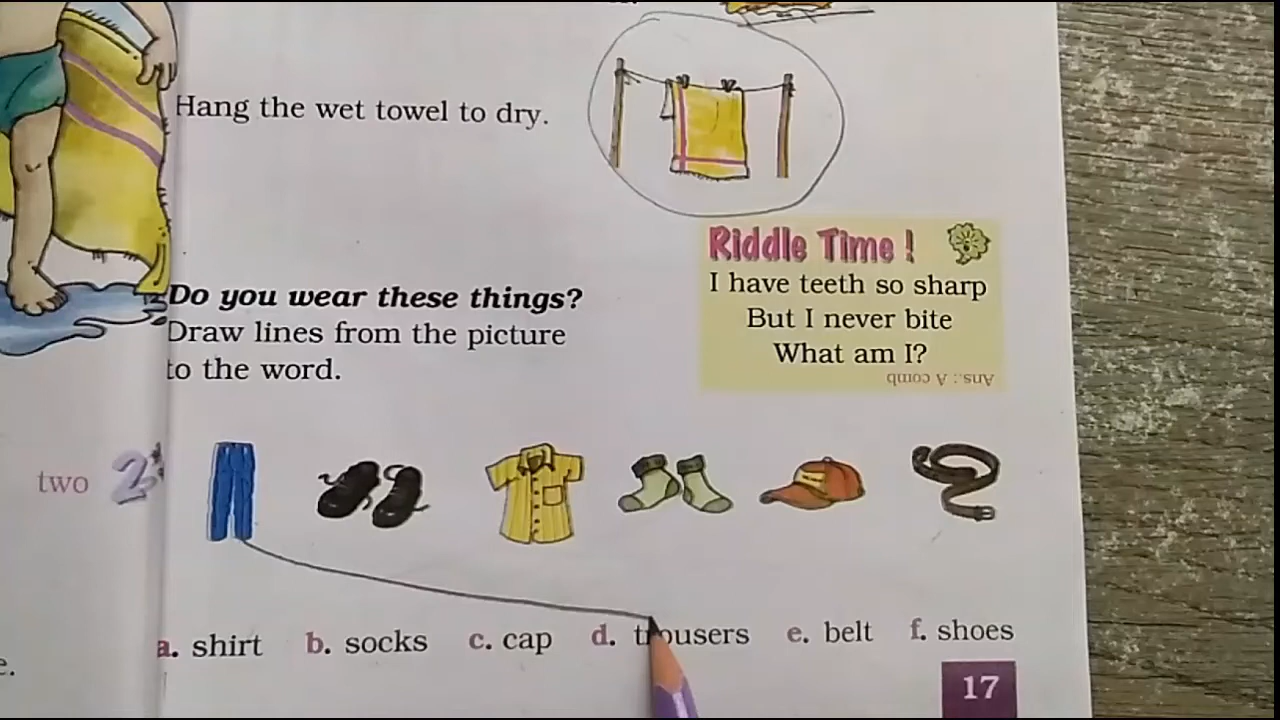 Hang the wet towel to dry.
Riddle Time !
I have teeth so sharp
But I never bite
What am I?
Ans.: A comb
Do you wear these things?
Draw lines from the picture
to the word.
two 2
a. shirt b. socks c. cap d. trousers e. belt f. shoes
e.
17